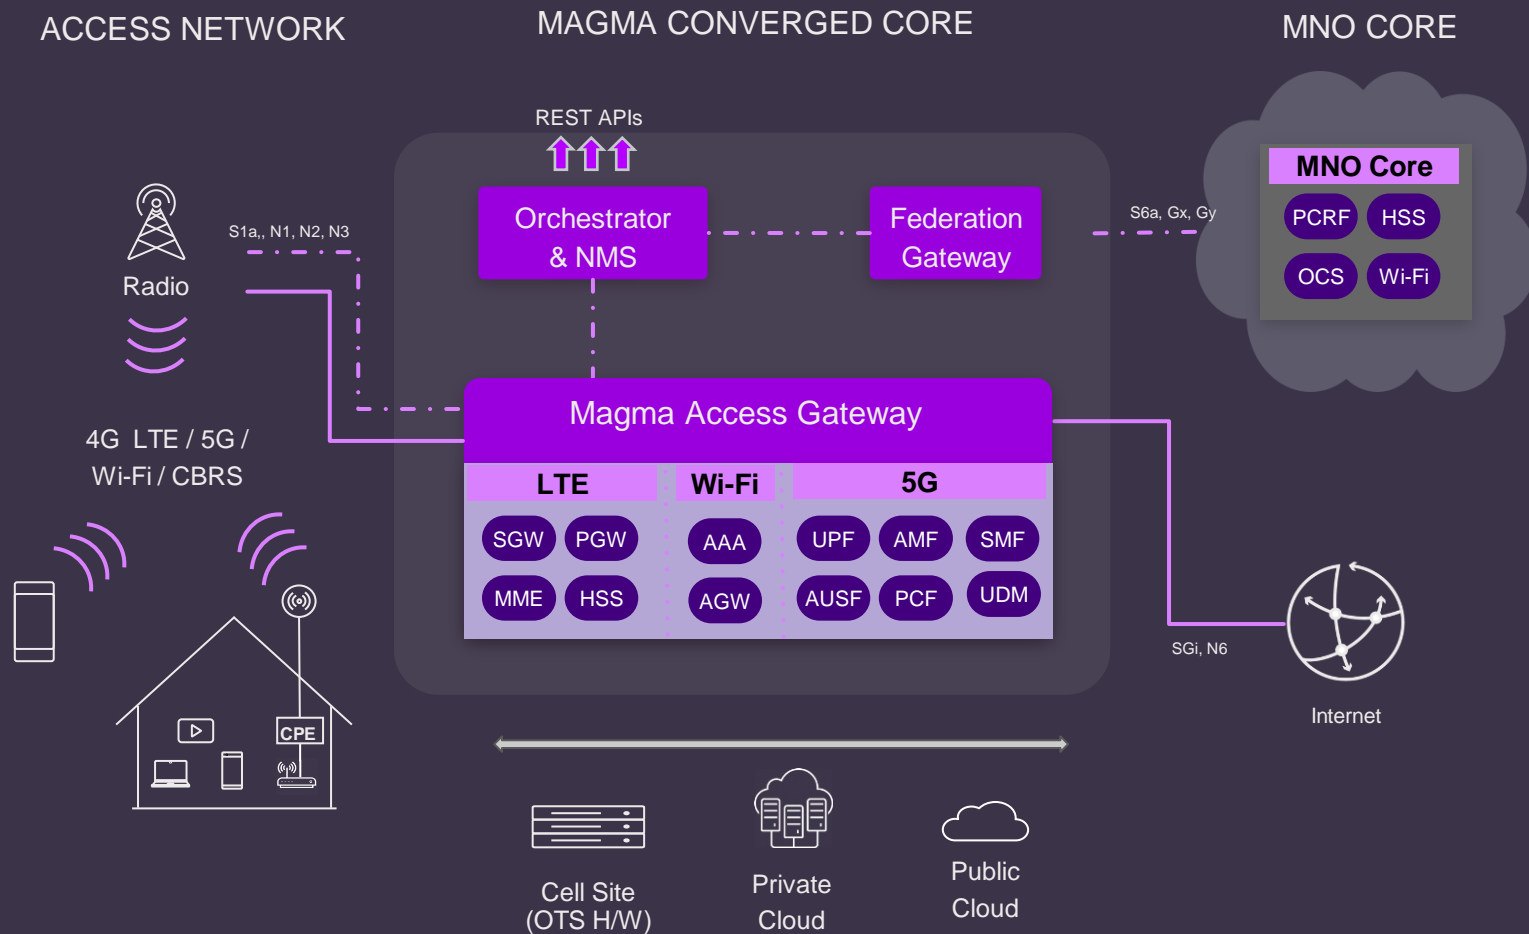 ACCESS NETWORK
MAGMA CONVERGED CORE
MNO CORE
REST APIs
Orchestrator
& NMS
Federation
Gateway
S6a, Gx, Gy
MNO Core
PCRF
HSS
OCS
Wi-Fi
S1a,, N1, N2, N3
Radio
4G LTE / 5G /
Wi-Fi / CBRS
Magma Access Gateway
LTE
Wi-Fi
5G
SGW
PGW
AAA
UPF
AMF
SMF
MME
HSS
AGW
AUSF
PCF
UDM
SGi, N6
Internet
CPE
Cell Site
(OTS H/W)
Private
Cloud
Public
Cloud